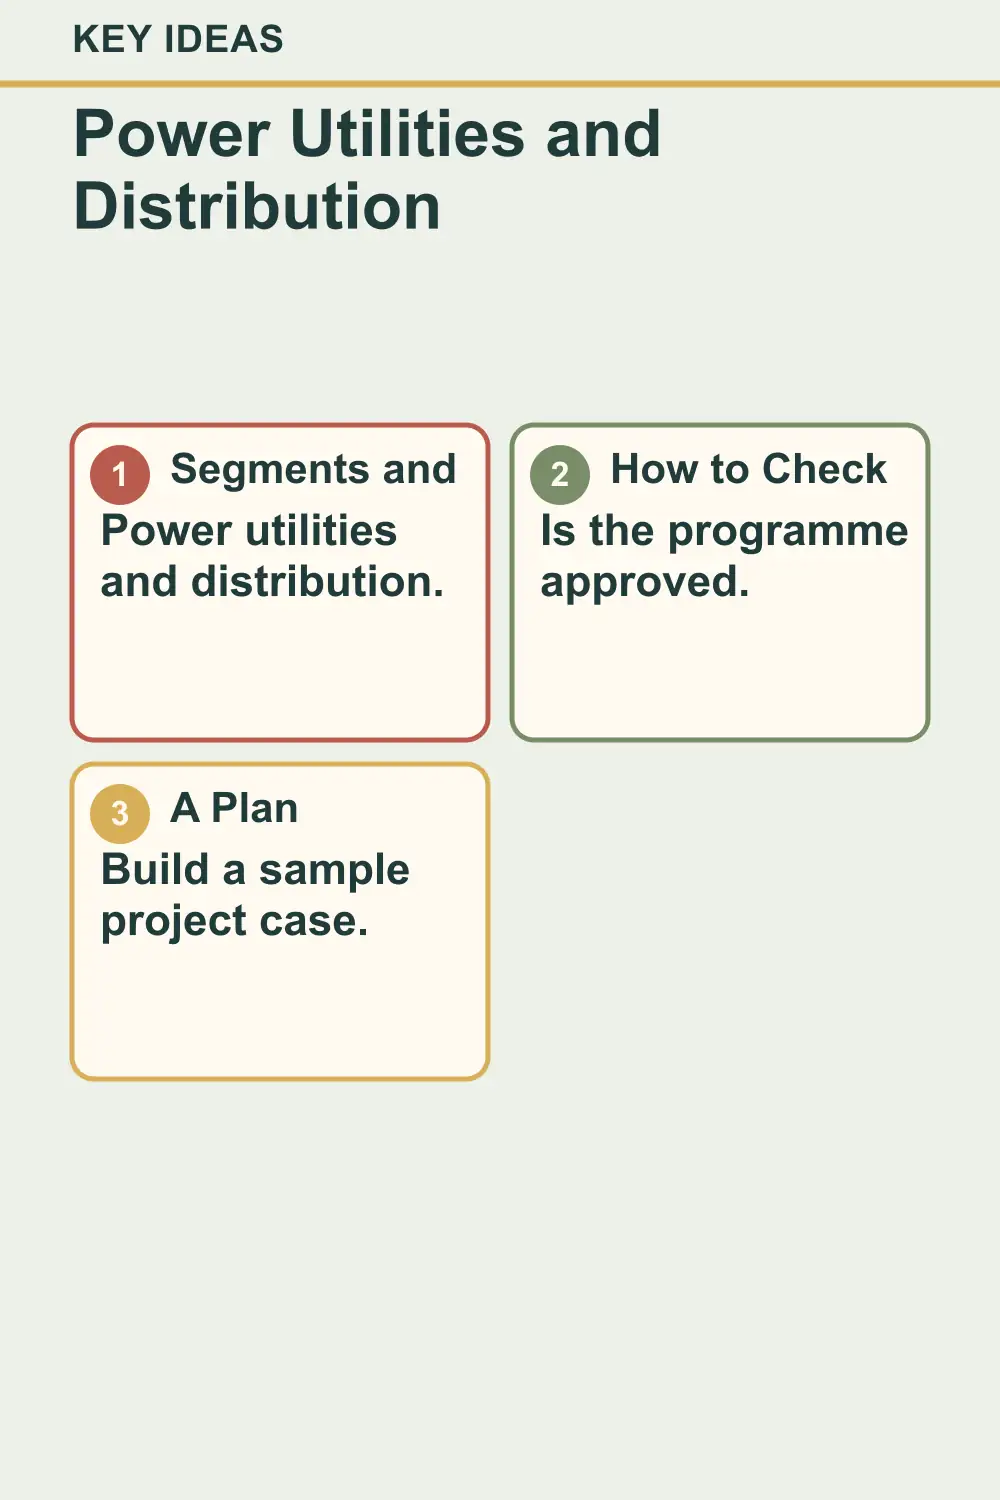 KEY IDEAS
Power Utilities and
Distribution
1 Segments and
Power utilities
and distribution.
2 How to Check
Is the programme
approved.
3 A Plan
Build a sample
project case.